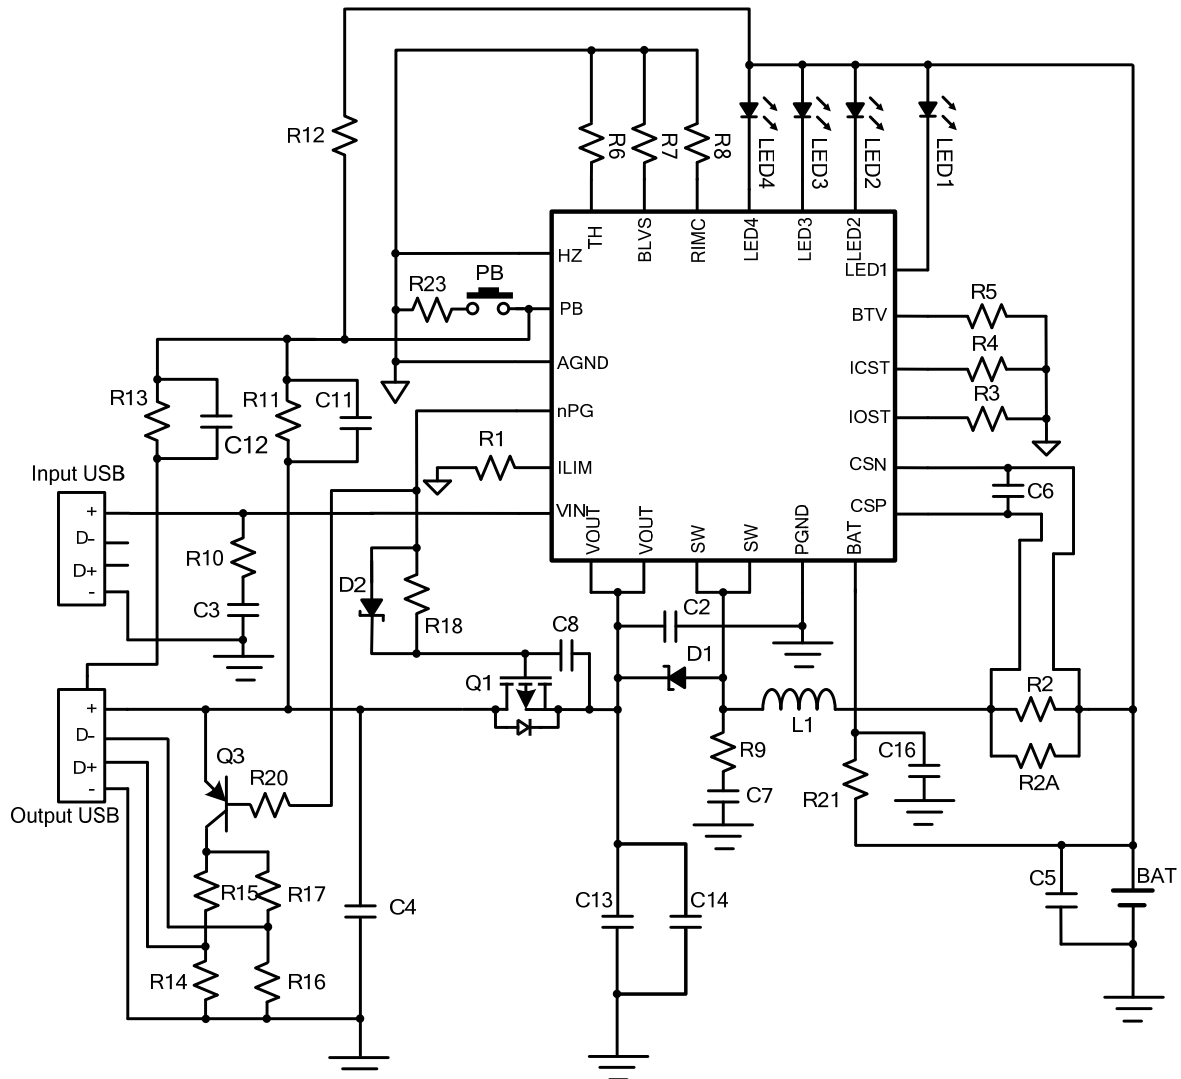 R12
R6
R7
R8
LED4
LED3
LED2
LED1
TH
BLVS
RIMC
LED4
LED3
LED2
HZ
LED1
R23
PB
PB
BTV
R5
AGND
ICST
R4
R13
R11
C11
C12
nPG
IOST
R3
R1
ILIM
CSN
Input USB
C6
+
VIN
CSP
D-
D+
-
R10
C3
VOUT
VOUT
SW
SW
PGND
BAT
D2
R18
C8
C2
D1
Q1
R2
+
D-
D+
-
Output USB
L1
Q3
R20
R9
C7
C16
R21
R2A
R15
R17
C4
C13
C14
C5
BAT
R14
R16